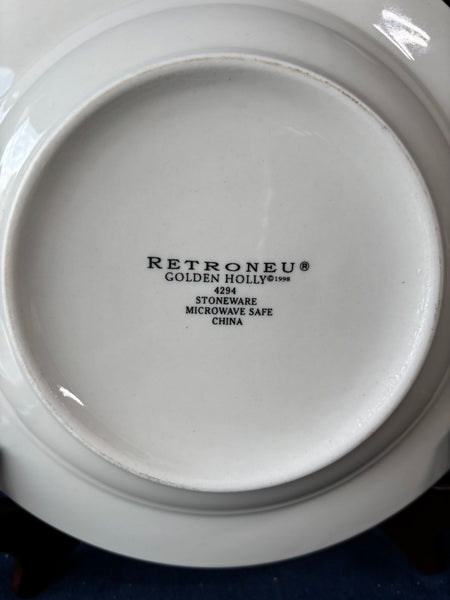 RETRONEU®
GOLDEN HOLLY©1998
4294
STONEWARE
MICROWAVE SAFE
CHINA